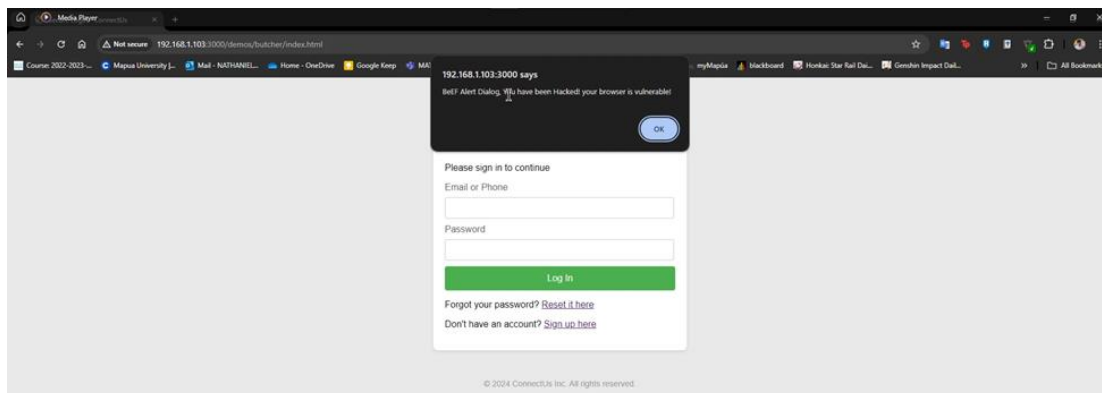 Media Player
Not secure 192.168.1.103:3000/demos/butcher/index.html
Course: 2022-2023-... Mapua University |... Mail - NATHANIEL... Home - OneDrive Google Keep myMapúa blackboard Honkai: Star Rail Dai... Genshin Impact Dail... All Bookmark
192.168.1.103:3000 says
BeEF Alert Dialog, You have been Hacked! your browser is vulnerable!
OK
Please sign in to continue
Email or Phone
Password
Log In
Forgot your password? Reset it here
Don't have an account? Sign up here
© 2024 ConnectUs Inc. All rights reserved.